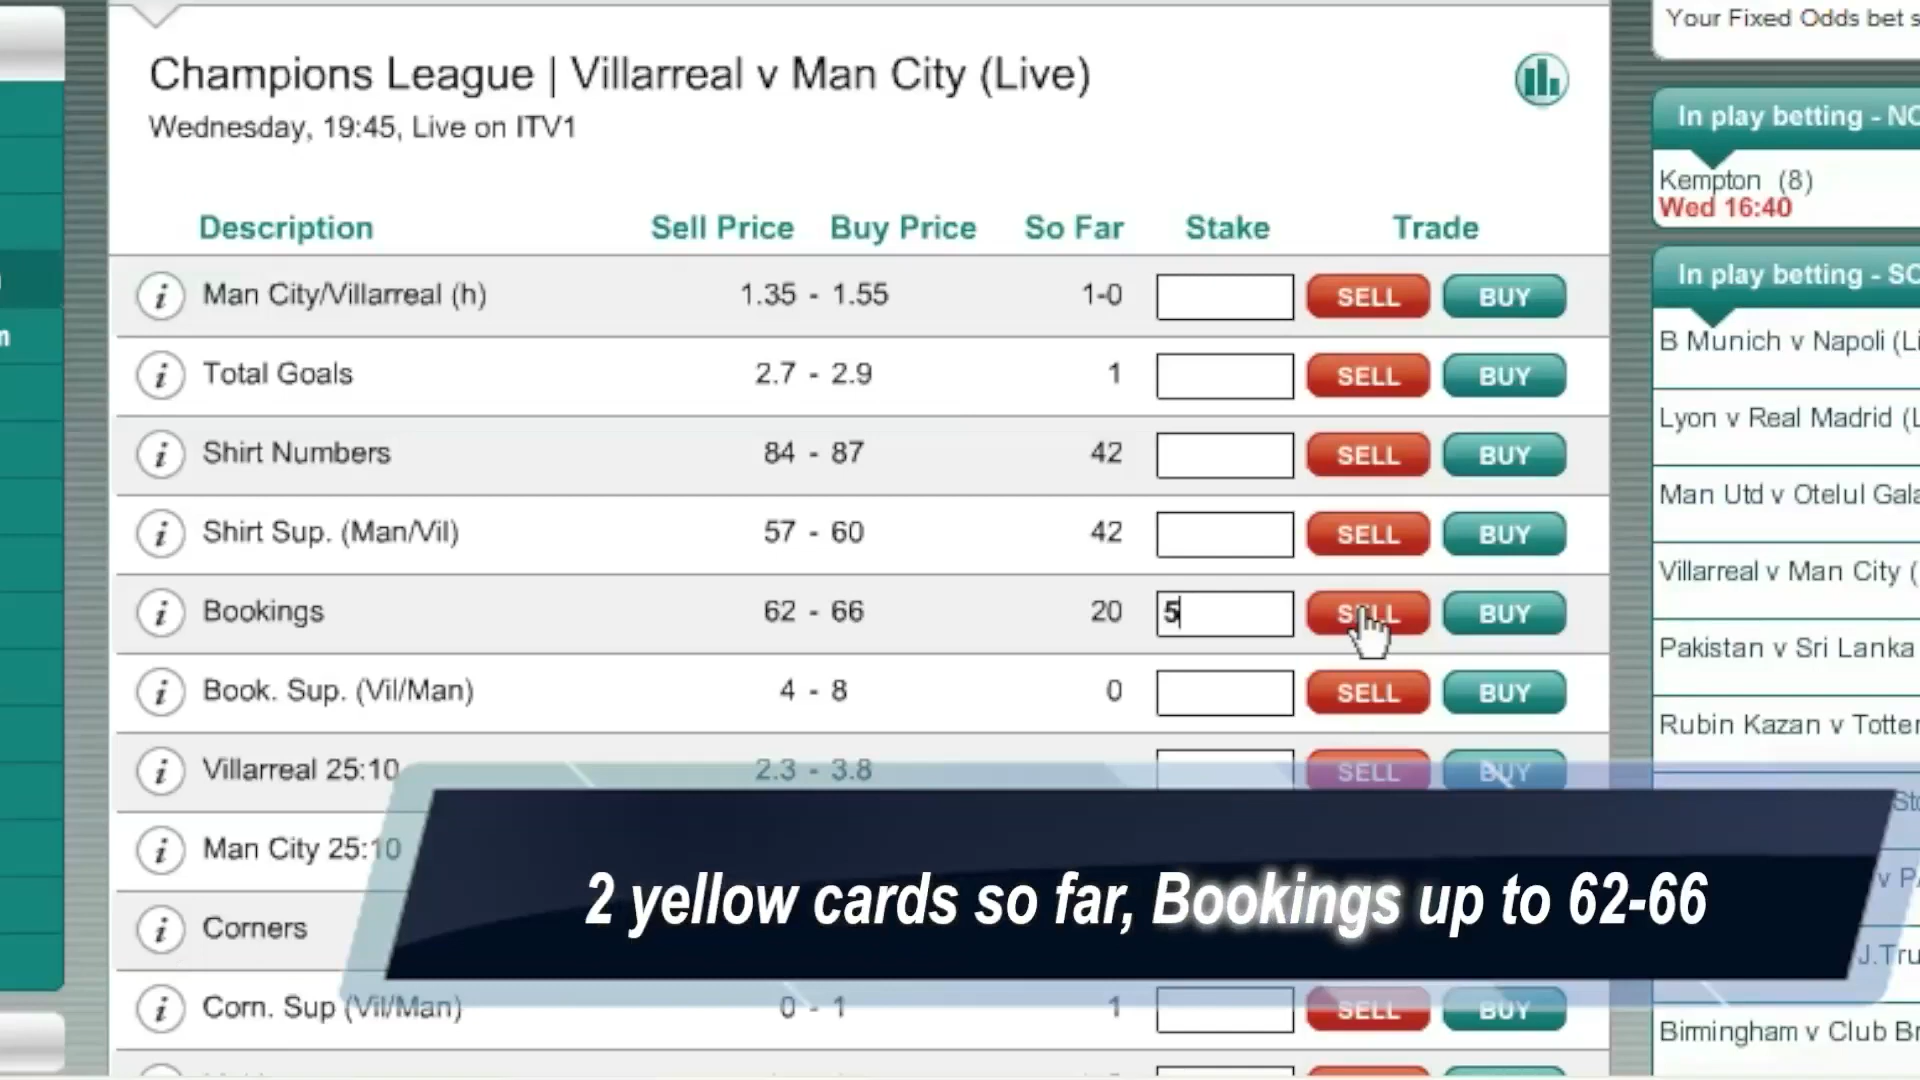 Champions League | Villarreal v Man City (Live)
Wednesday, 19:45, Live on ITV1
Description Sell Price Buy Price So Far Stake Trade
Man City/Villarreal (h) 1.35 - 1.55 1-0 SELL BUY
Total Goals 2.7 - 2.9 1 SELL BUY
Shirt Numbers 84 - 87 42 SELL BUY
Shirt Sup. (Man/Vil) 57 - 60 42 SELL BUY
Bookings 62 - 66 20 5 SELL BUY
Book. Sup. (Vil/Man) 4 - 8 0 SELL BUY
Villarreal 25:10 2.3 - 3.8 SELL BUY
Man City 25:10
Corners
Corn. Sup (Vil/Man) 0 - 1 1 SELL BUY
2 yellow cards so far, Bookings up to 62-66
Your Fixed Odds bet
In play betting -
Kempton (8)
Wed 16:40
In play betting -
B Munich v Napoli
Lyon v Real Madrid
Man Utd v Otelul
Villarreal v Man City (
Pakistan v Sri Lanka
Rubin Kazan v
Birmingham v Club